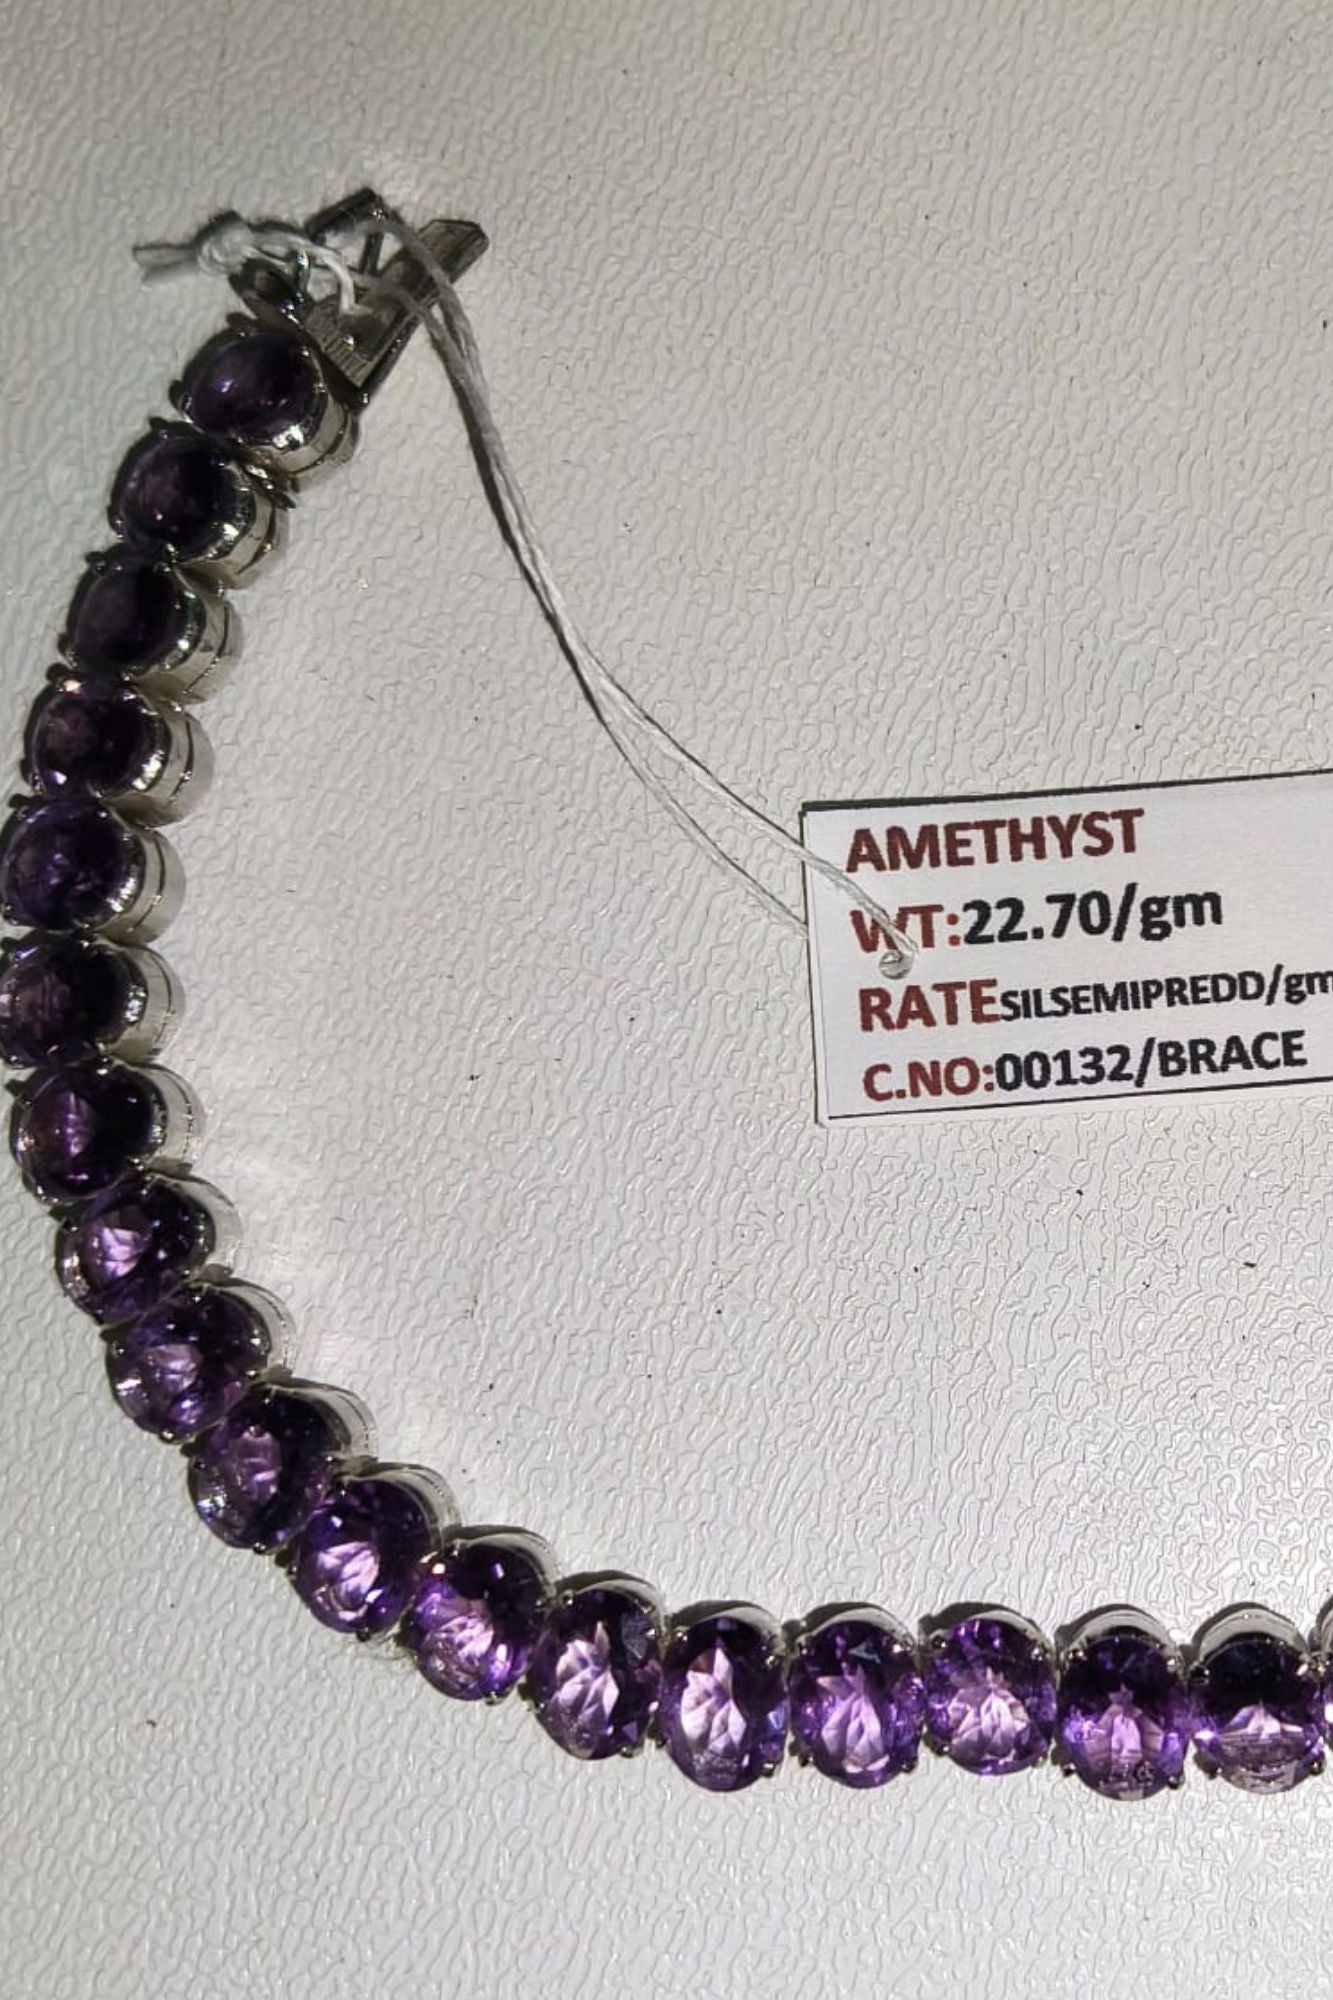 AMETHYST
WT:22.70/gm
RATESILSEMIPREDD/gm
C.NO:00132/BRACE